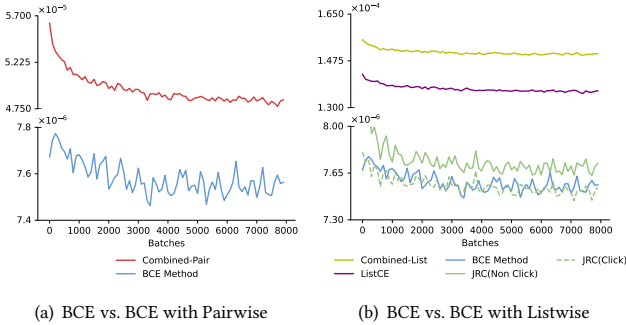 ×10⁻⁵
5.700
5.225
4.750
×10⁻⁶
7.8
7.6
7.4
0 1000 2000 3000 4000 5000 6000 7000 8000
Batches
Combined-Pair
BCE Method
(a) BCE vs. BCE with Pairwise
×10⁻⁴
1.650
1.475
1.300
×10⁻⁶
8.00
7.65
7.30
0 1000 2000 3000 4000 5000 6000 7000 8000
Batches
Combined-List BCE Method JRC(Click)
ListCE JRC(Non Click)
(b) BCE vs. BCE with Listwise